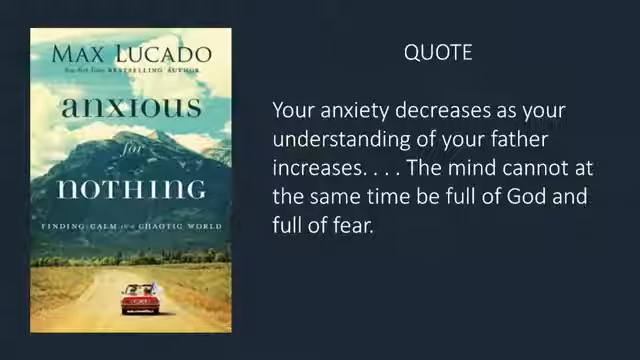 MAX LUCADO
New York Times BESTSELLING AUTHOR
anxious
for
NOTHING
FINDING CALM in a CHAOTIC WORLD
QUOTE
Your anxiety decreases as your
understanding of your father
increases. . . . The mind cannot at
the same time be full of God and
full of fear.